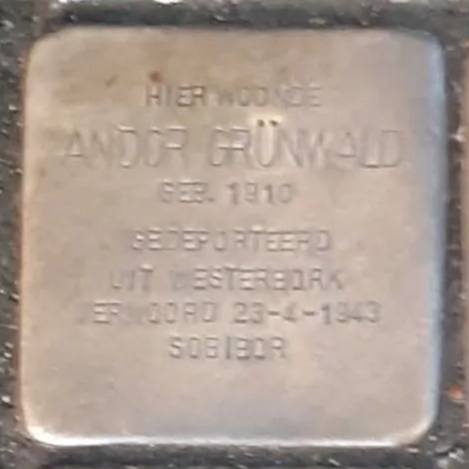 HIER WOONDE
ANDOR GRÜNWALD
GEB. 1910
GEDEPORTEERD
UIT WESTERBORK
VERMOORD 23-4-1943
SOBIBOR